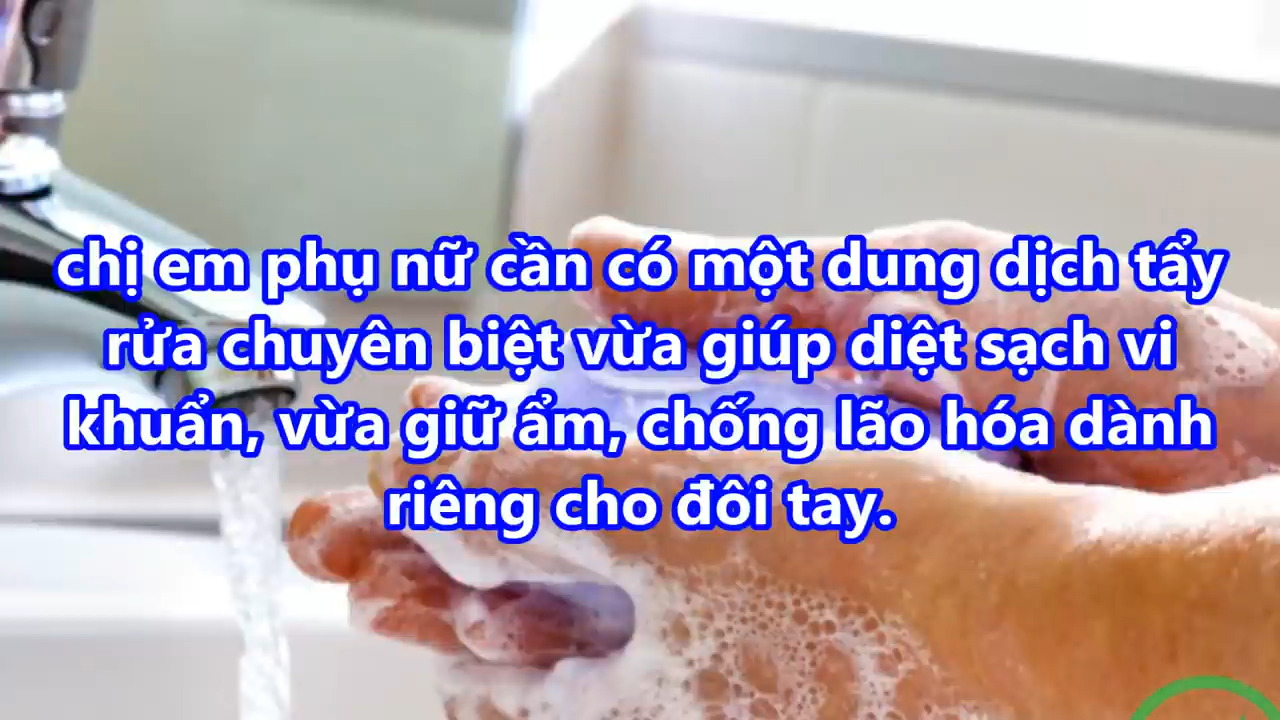 chị em phụ nữ cần có một dung dịch tẩy
rửa chuyên biệt vừa giúp diệt sạch vi
khuẩn, vừa giữ ẩm, chống lão hóa dành
riêng cho đôi tay.